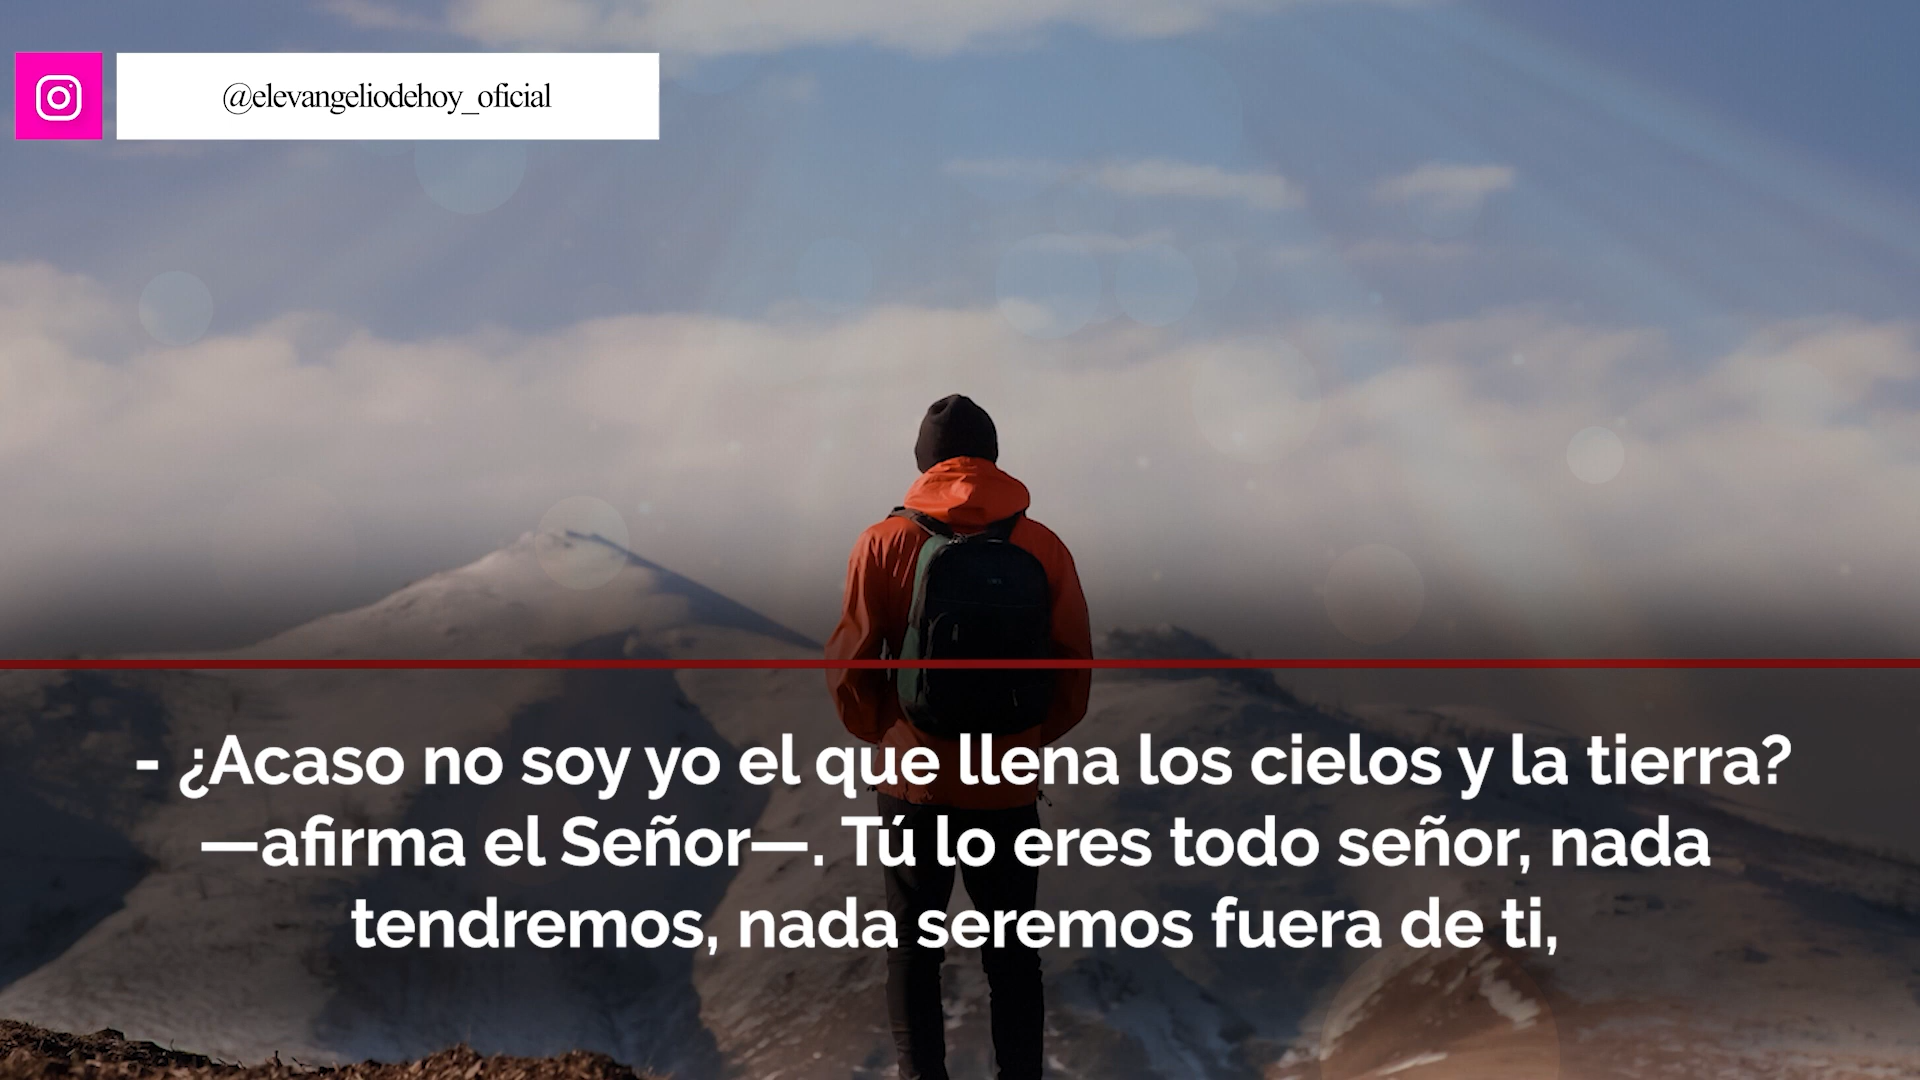 @elevangeliodehoy_oficial
- ¿Acaso no soy yo el que llena los cielos y la tierra?
—afirma el Señor—. Tú lo eres todo señor, nada
tendremos, nada seremos fuera de ti,